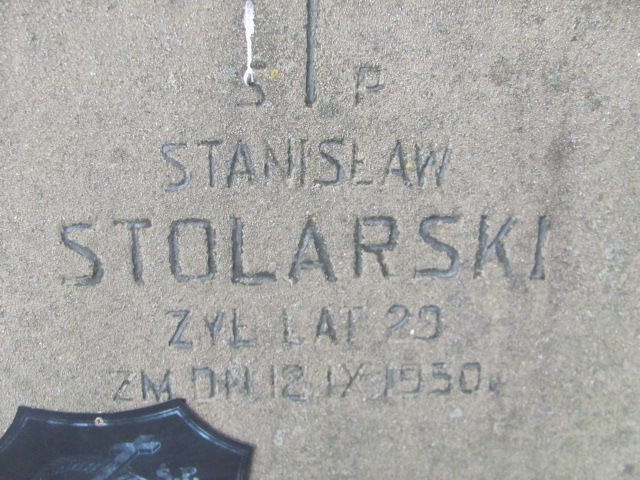 S P
STANISŁAW
STOLARSKI
ŻYŁ LAT 29
ZM. DN. 12.IX.1950 R
Ś.P.